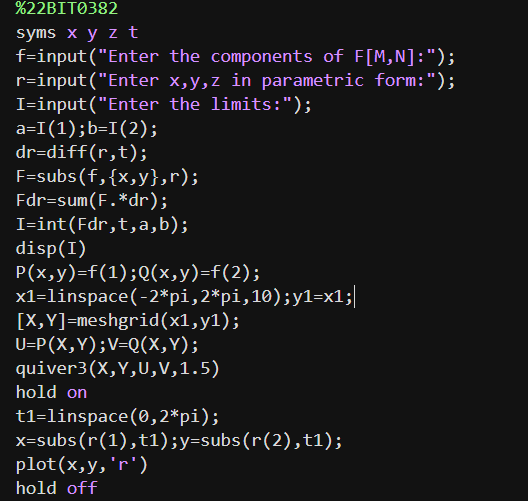 %22BIT0382
syms x y z t
f=input("Enter the components of F[M,N]:");
r=input("Enter x,y,z in parametric form:");
I=input("Enter the limits:");
a=I(1);b=I(2);
dr=diff(r,t);
F=subs(f,{x,y},r);
Fdr=sum(F.*dr);
I=int(Fdr,t,a,b);
disp(I)
P(x,y)=f(1);Q(x,y)=f(2);
x1=linspace(-2*pi,2*pi,10);y1=x1;
[X,Y]=meshgrid(x1,y1);
U=P(X,Y);V=Q(X,Y);
quiver3(X,Y,U,V,1.5)
hold on
t1=linspace(0,2*pi);
x=subs(r(1),t1);y=subs(r(2),t1);
plot(x,y,'r')
hold off